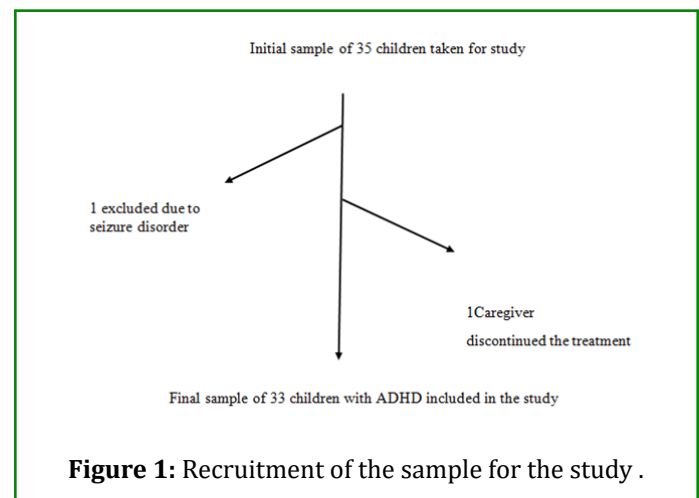 Initial sample of 35 children taken for study
1 excluded due to
seizure disorder
1Caregiver
discontinued the treatment
Final sample of 33 children with ADHD included in the study
Figure 1: Recruitment of the sample for the study .